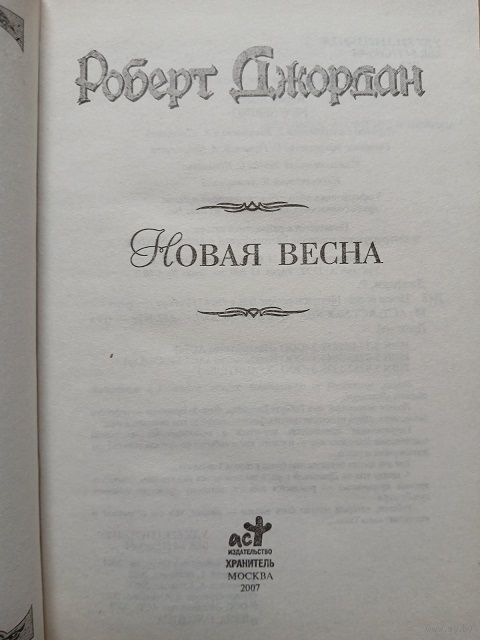 Роберт Джордан
Новая весна
аст
ИЗДАТЕЛЬСТВО
ХРАНИТЕЛЬ
МОСКВА
2007